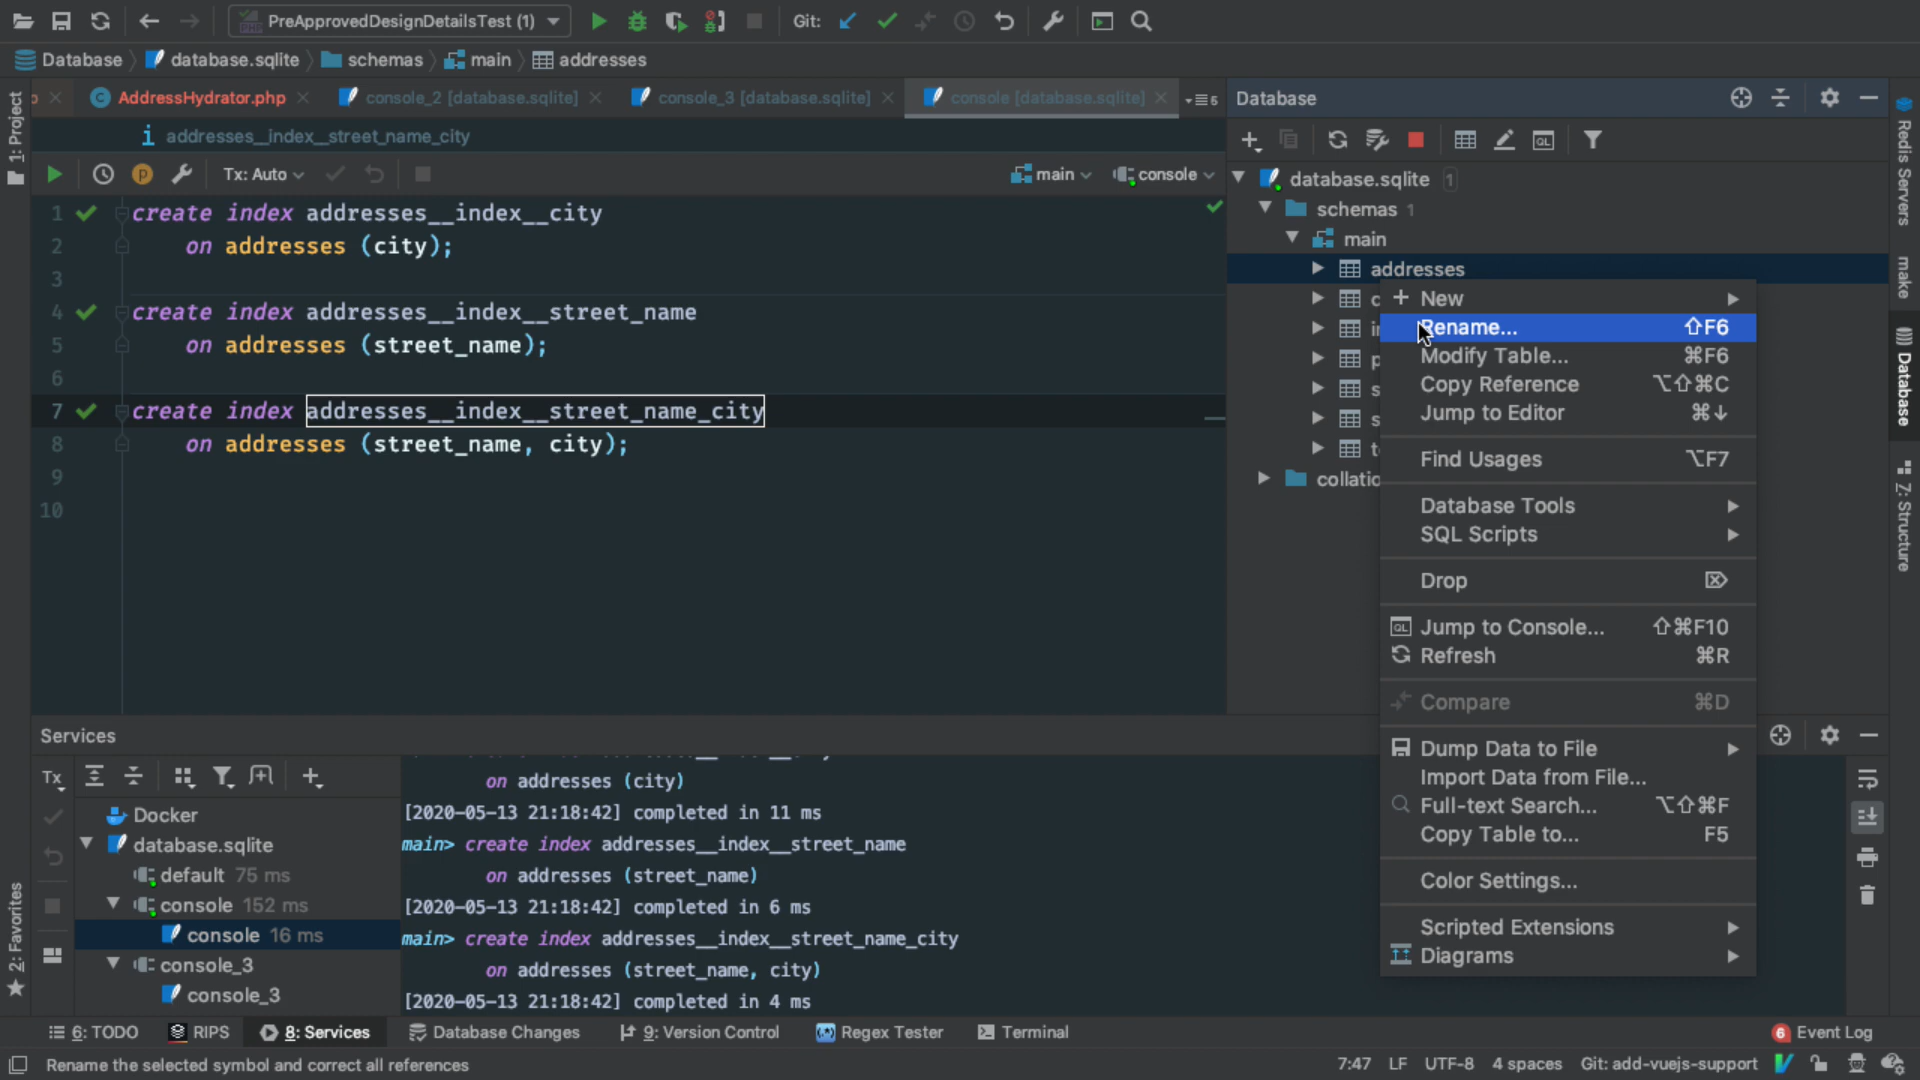 PreApprovedDesignDetailsTest (1)
Git:
Database
database.sqlite
schemas
main
addresses
AddressHydrator.php
console_2 [database.sqlite]
console_3 [database.sqlite]
console [database.sqlite]
6
Database
addresses__index__street_name_city
Tx: Auto
main
console
1 create index addresses__index__city
2 on addresses (city);
3
4 create index addresses__index__street_name
5 on addresses (street_name);
6
7 create index addresses__index__street_name_city
8 on addresses (street_name, city);
9
10
database.sqlite 1
schemas 1
main
addresses
c
p
s
s
t
collatio
New
Rename... ⇧F6
Modify Table... ⌘F6
Copy Reference ⌥⇧⌘C
Jump to Editor ⌘↓
Find Usages ⌥F7
Database Tools
SQL Scripts
Drop ⌦
Jump to Console... ⇧⌘F10
Refresh ⌘R
Compare ⌘D
Dump Data to File
Import Data from File...
Full-text Search... ⌥⇧⌘F
Copy Table to... F5
Color Settings...
Scripted Extensions
Diagrams
1: Project
2: Favorites
Redis Servers
make
Database
7: Structure
Services
Tx
Docker
database.sqlite
default 75 ms
console 152 ms
console 16 ms
console_3
console_3
on addresses (city)
[2020-05-13 21:18:42] completed in 11 ms
main> create index addresses__index__street_name
on addresses (street_name)
[2020-05-13 21:18:42] completed in 6 ms
main> create index addresses__index__street_name_city
on addresses (street_name, city)
[2020-05-13 21:18:42] completed in 4 ms
6: TODO
RIPS
8: Services
Database Changes
9: Version Control
Regex Tester
Terminal
6 Event Log
Rename the selected symbol and correct all references
7:47 LF UTF-8 4 spaces Git: add-vuejs-support